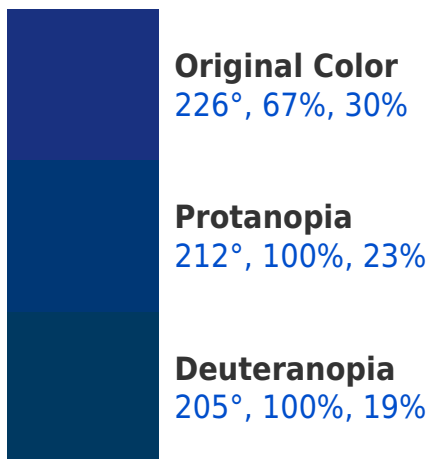 Original Color
226°, 67%, 30%
Protanopia
212°, 100%, 23%
Deuteranopia
205°, 100%, 19%